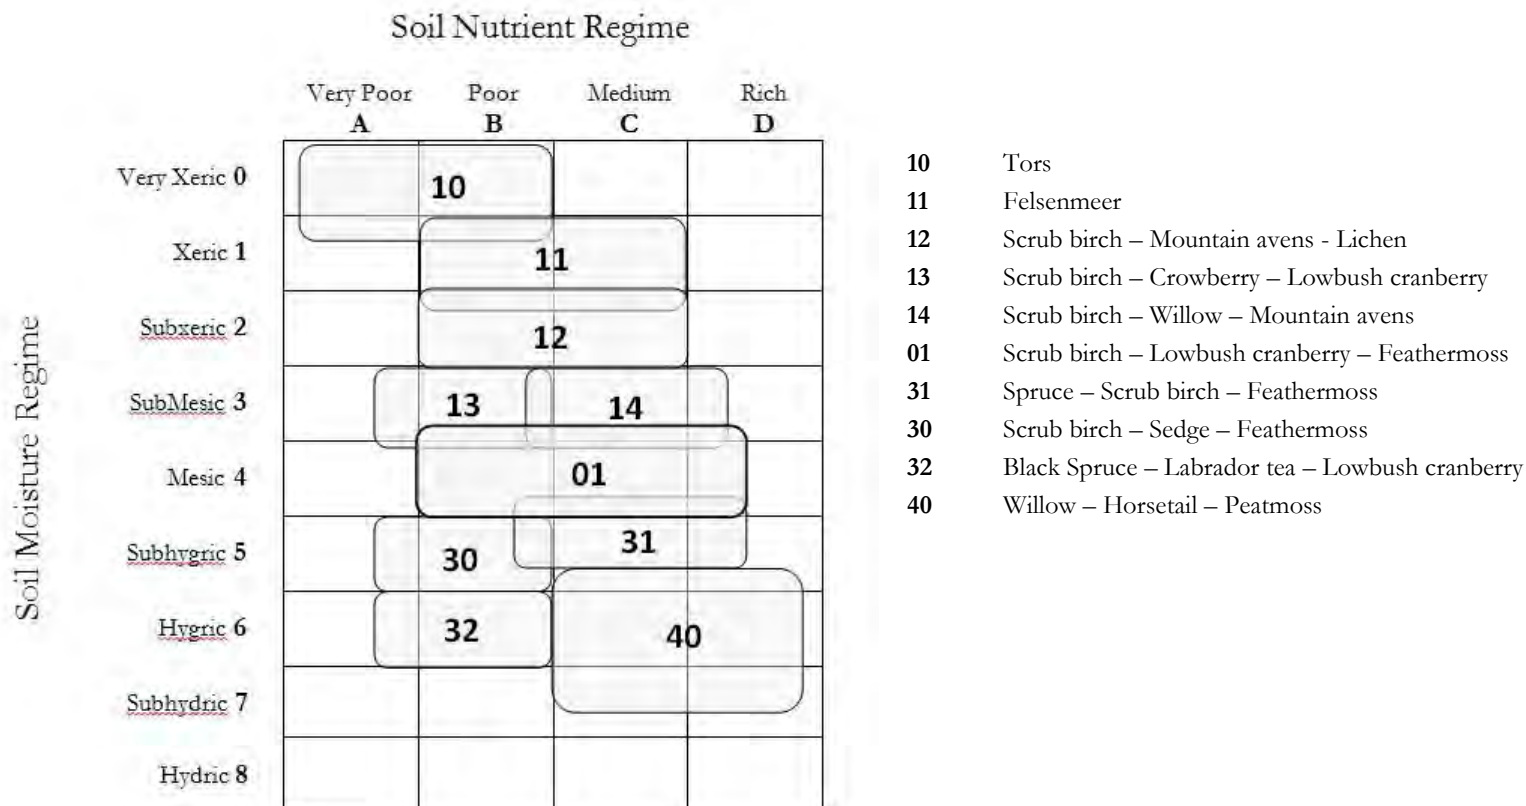 Soil Nutrient Regime
Very Poor Poor Medium Rich
A B C D
Soil Moisture Regime
Very Xeric 0
Xeric 1
Subxeric 2
SubMesic 3
Mesic 4
Subhygric 5
Hygric 6
Subhydric 7
Hydric 8
10
11
12
13 14
01
31
30
32
40
10 Tors
11 Felsenmeer
12 Scrub birch – Mountain avens - Lichen
13 Scrub birch – Crowberry – Lowbush cranberry
14 Scrub birch – Willow – Mountain avens
01 Scrub birch – Lowbush cranberry – Feathermoss
31 Spruce – Scrub birch – Feathermoss
30 Scrub birch – Sedge – Feathermoss
32 Black Spruce – Labrador tea – Lowbush cranberry
40 Willow – Horsetail – Peatmoss